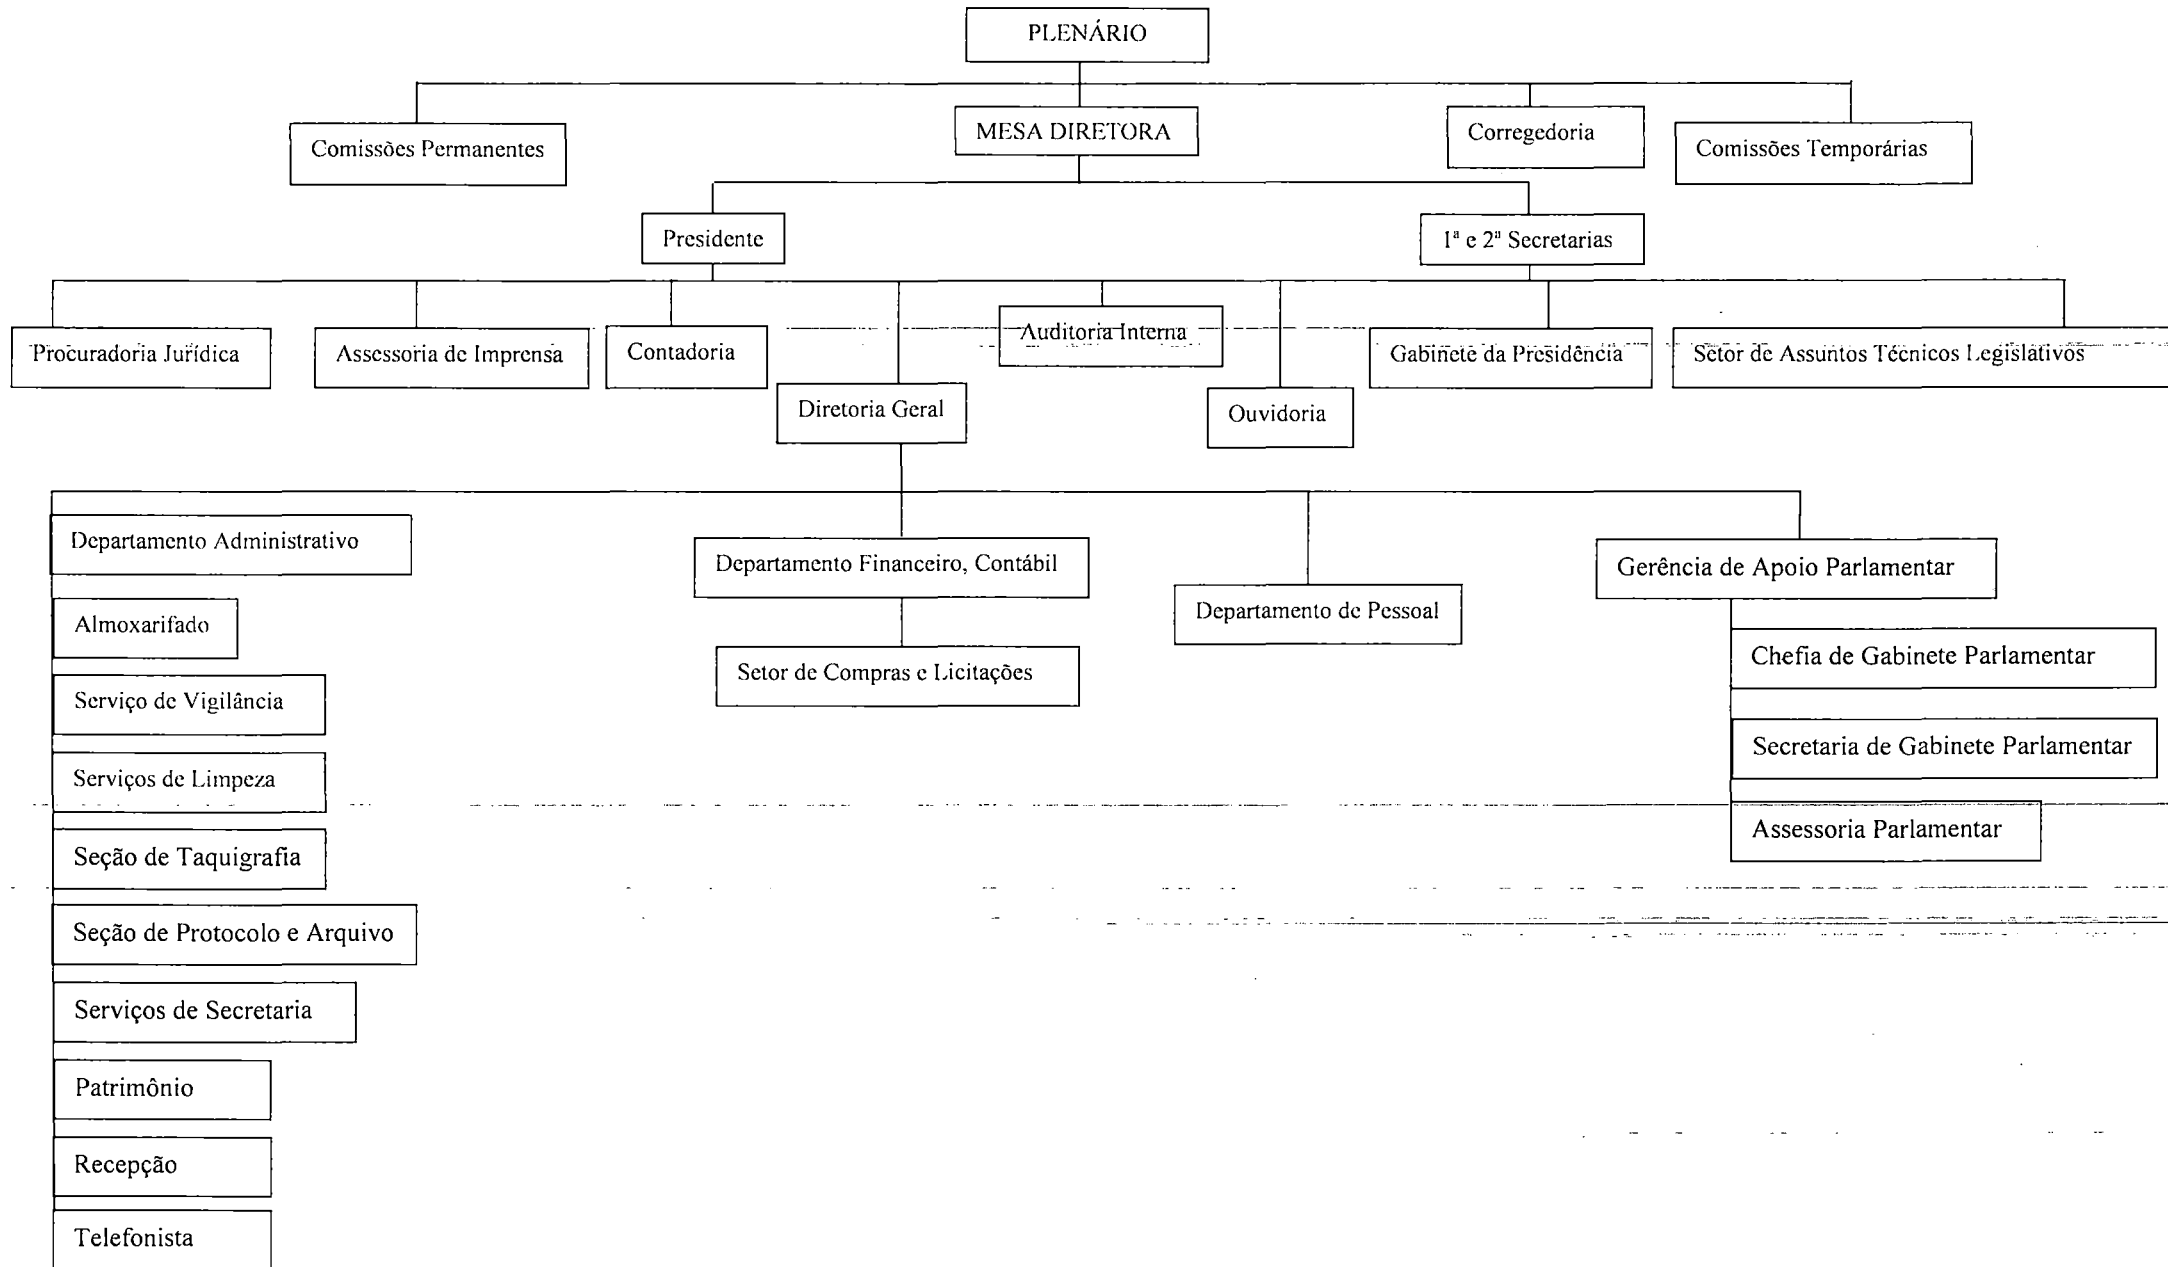 PLENÁRIO
Comissões Permanentes
MESA DIRETORA
Corregedoria
Comissões Temporárias
Presidente
1ª e 2ª Secretarias
Procuradoria Jurídica
Assessoria de Imprensa
Contadoria
Diretoria Geral
Auditoria Interna
Ouvidoria
Gabinete da Presidência
Setor de Assuntos Técnicos Legislativos
Departamento Administrativo
Almoxarifado
Serviço de Vigilância
Serviços de Limpeza
Seção de Taquigrafia
Seção de Protocolo e Arquivo
Serviços de Secretaria
Patrimônio
Recepção
Telefonista
Departamento Financeiro, Contábil
Setor de Compras e Licitações
Departamento de Pessoal
Gerência de Apoio Parlamentar
Chefia de Gabinete Parlamentar
Secretaria de Gabinete Parlamentar
Assessoria Parlamentar